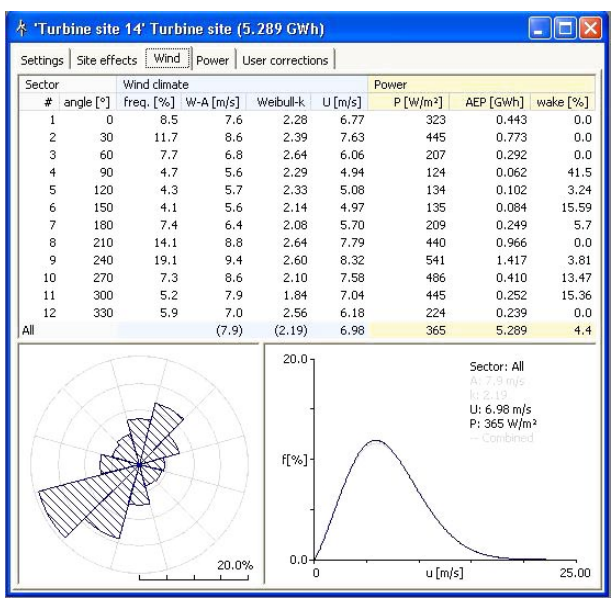 'Turbine site 14' Turbine site (5.289 GWh)
Settings Site effects Wind Power User corrections
Sector Wind climate Power
# angle [°] freq. [%] W-A [m/s] Weibull-k U [m/s] P [W/m²] AEP [GWh] wake [%]
1 0 8.5 7.6 2.28 6.77 323 0.443 0.0
2 30 11.7 8.6 2.39 7.63 445 0.773 0.0
3 60 7.7 6.8 2.64 6.06 207 0.292 0.0
4 90 4.7 5.6 2.29 4.94 124 0.062 41.5
5 120 4.3 5.7 2.33 5.08 134 0.102 3.24
6 150 4.1 5.6 2.14 4.97 135 0.084 15.59
7 180 7.4 6.4 2.08 5.70 209 0.249 5.7
8 210 14.1 8.8 2.64 7.79 440 0.966 0.0
9 240 19.1 9.4 2.60 8.32 541 1.417 3.81
10 270 7.3 8.6 2.10 7.58 486 0.410 13.47
11 300 5.2 7.9 1.84 7.04 445 0.252 15.36
12 330 5.9 7.0 2.56 6.18 224 0.239 0.0
All (7.9) (2.19) 6.98 365 5.289 4.4
20.0%
20.0
f[%]
0.0
0 u [m/s] 25.00
Sector: All
A: 7.9 m/s
k: 2.19
U: 6.98 m/s
P: 365 W/m²
— Combined